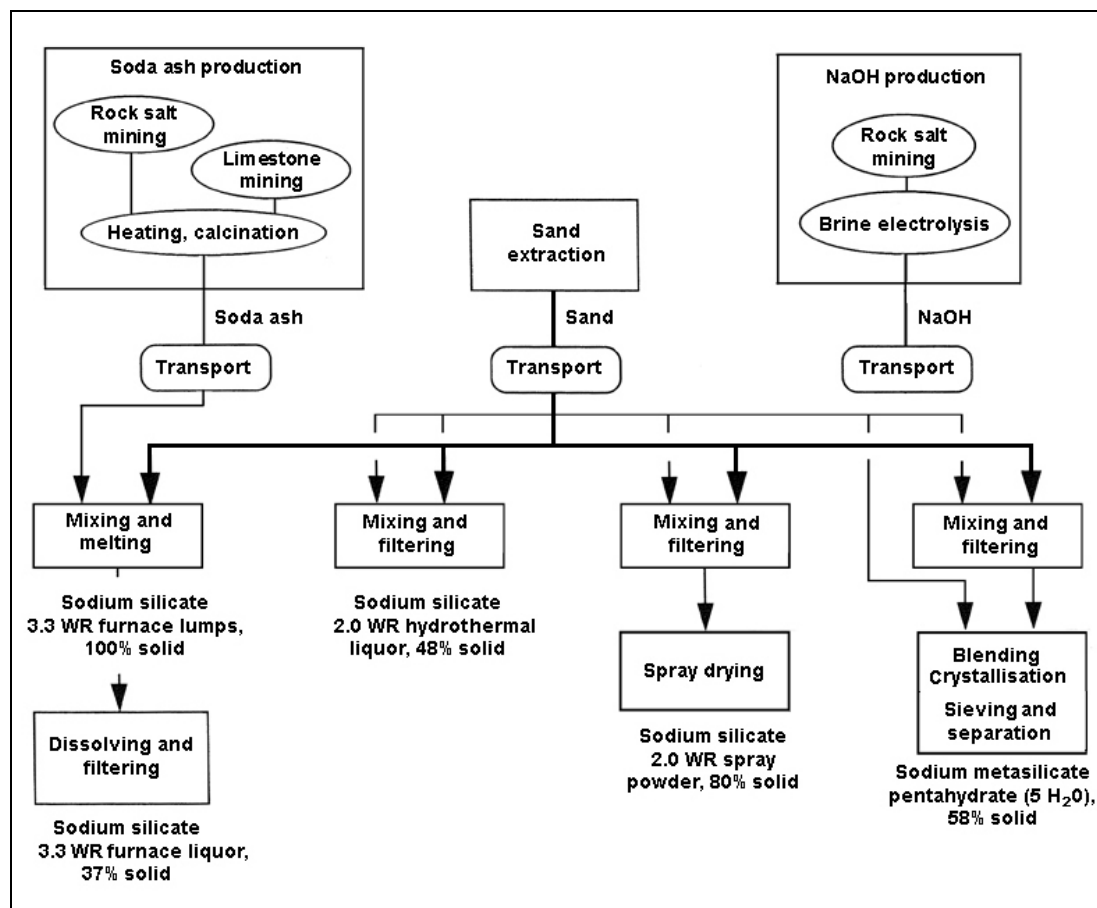 Soda ash production
Rock salt
mining
Limestone
mining
Heating, calcination
Soda ash
Transport
Sand
extraction
Sand
Transport
NaOH production
Rock salt
mining
Brine electrolysis
NaOH
Transport
Mixing and
melting
Sodium silicate
3.3 WR furnace lumps,
100% solid
Dissolving and
filtering
Sodium silicate
3.3 WR furnace liquor,
37% solid
Mixing and
filtering
Sodium silicate
2.0 WR hydrothermal
liquor, 48% solid
Mixing and
filtering
Spray drying
Sodium silicate
2.0 WR spray
powder, 80% solid
Mixing and
filtering
Blending
Crystallisation
Sieving and
separation
Sodium metasilicate
pentahydrate (5 H₂0),
58% solid